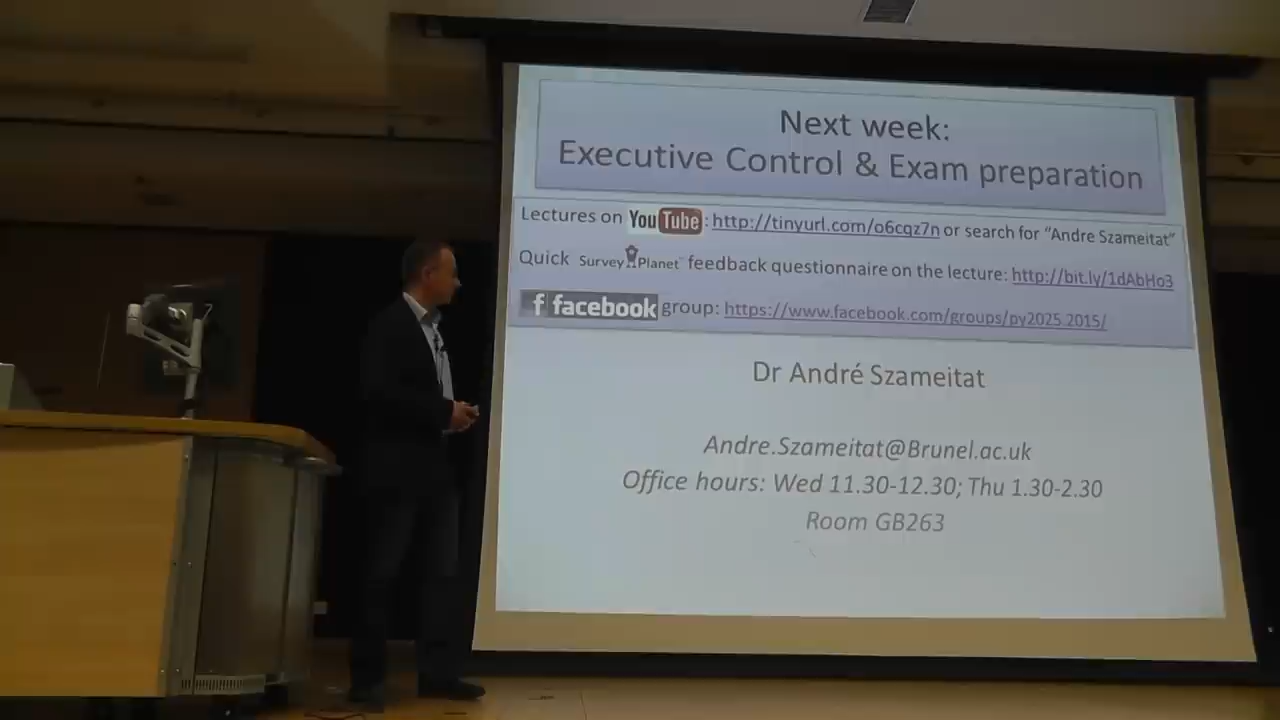 Next week:
Executive Control & Exam preparation
Lectures on YouTube: http://tinyurl.com/o6cqz7n or search for “Andre Szameitat”
Quick Survey Planet feedback questionnaire on the lecture: http://bit.ly/1dAbHo3
f facebook group: https://www.facebook.com/groups/py2025.2015/
Dr André Szameitat
Andre.Szameitat@Brunel.ac.uk
Office hours: Wed 11.30-12.30; Thu 1.30-2.30
Room GB263